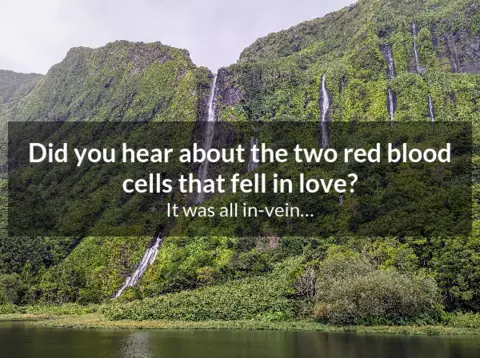 Did you hear about the two red blood
cells that fell in love?
It was all in-vein...